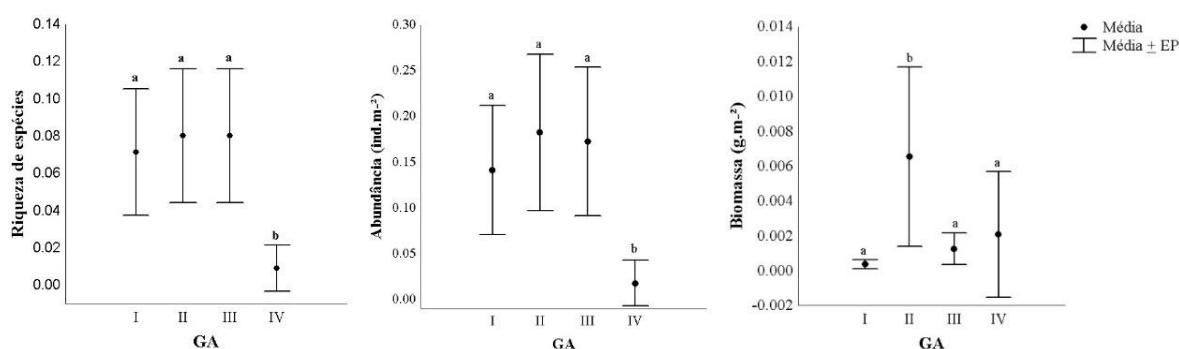 0.14
0.12
0.10
0.08
0.06
0.04
0.02
0.00
Riqueza de espécies
a
a
a
b
I
II
III
IV
GA
0.30
0.25
0.20
0.15
0.10
0.05
0.00
Abundância (ind.m-²)
a
a
a
b
I
II
III
IV
GA
0.014
0.012
0.010
0.008
0.006
0.004
0.002
0.000
-0.002
Biomassa (g.m-²)
a
b
a
a
I
II
III
IV
GA
Média
Média ± EP